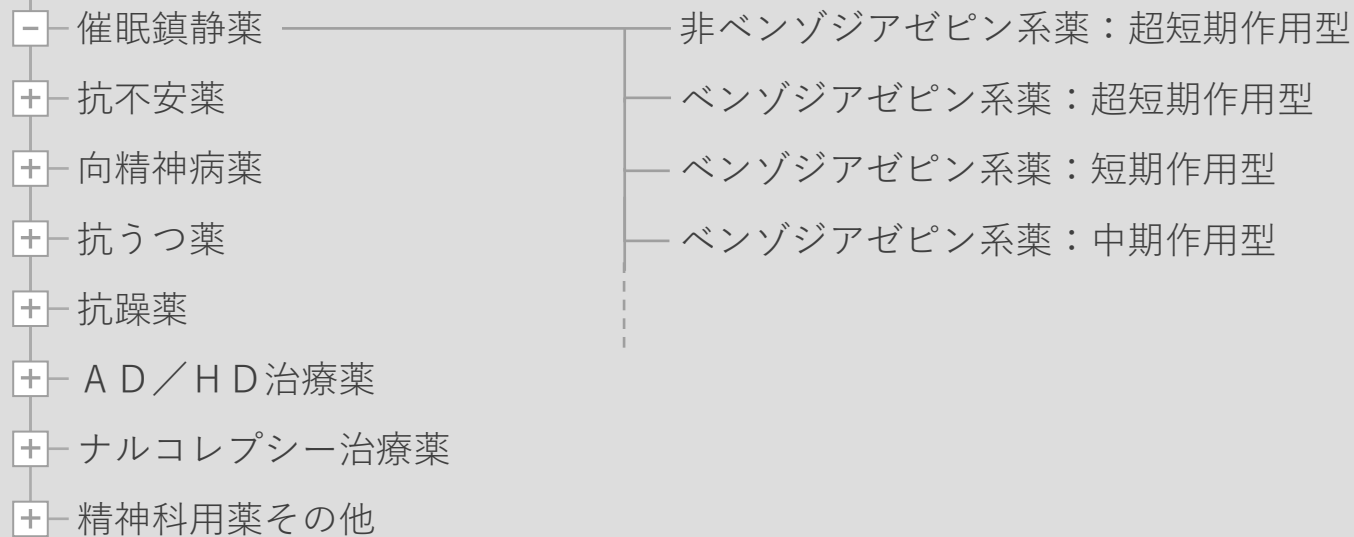 催眠鎮静薬
非ベンゾジアゼピン系薬：超短期作用型
抗不安薬
ベンゾジアゼピン系薬：超短期作用型
向精神病薬
ベンゾジアゼピン系薬：短期作用型
抗うつ薬
ベンゾジアゼピン系薬：中期作用型
抗躁薬
ＡＤ／ＨＤ治療薬
ナルコレプシー治療薬
精神科用薬その他